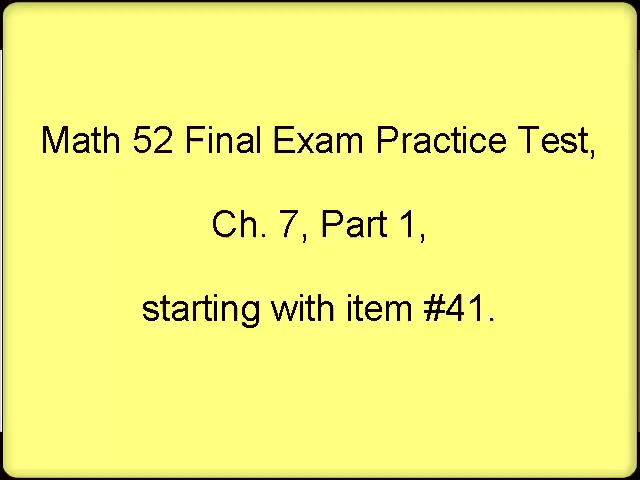 Math 52 Final Exam Practice Test,
Ch. 7, Part 1,
starting with item #41.